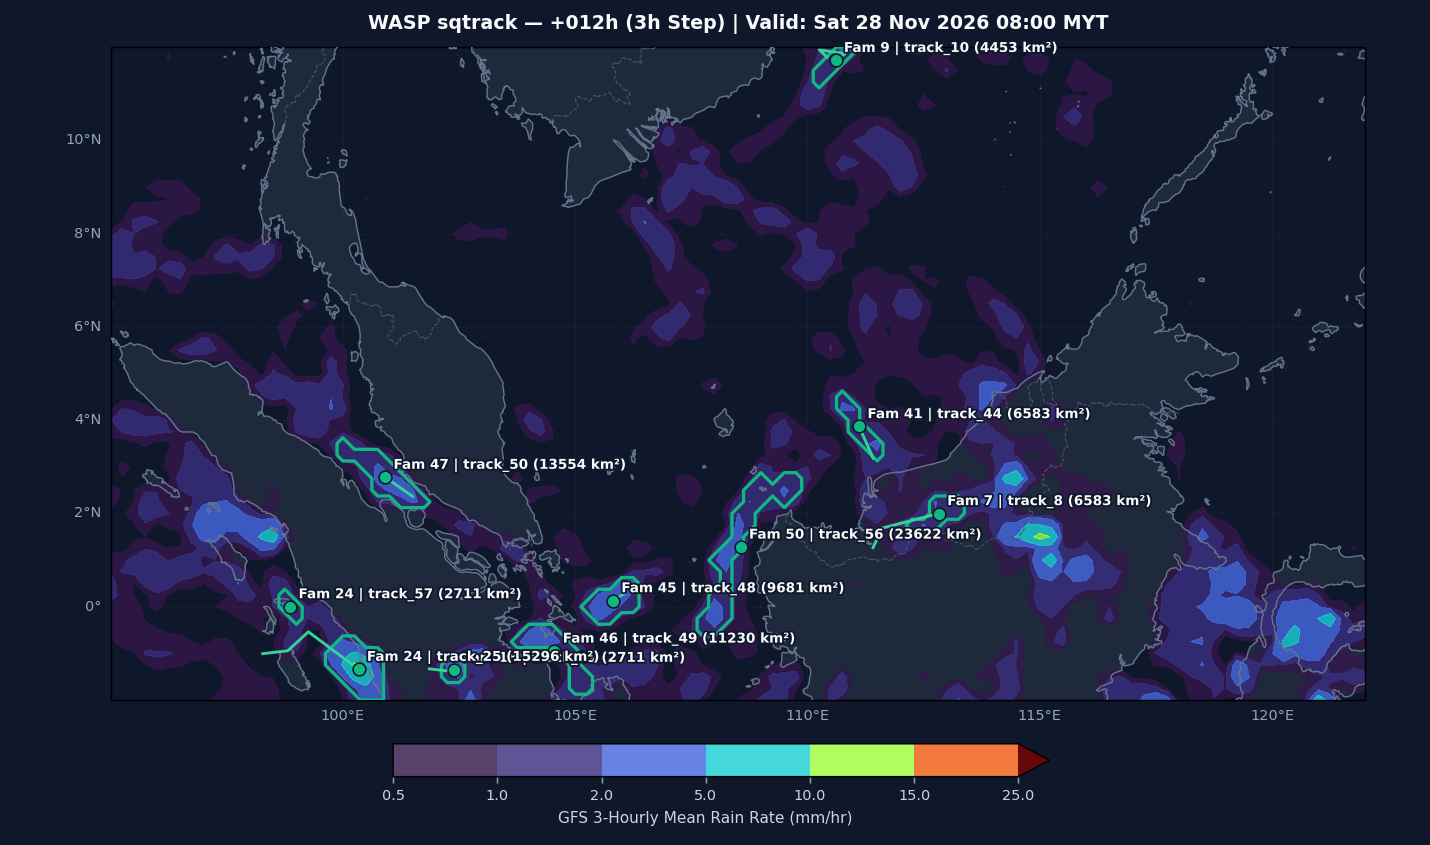 WASP sqtrack — +012h (3h Step) | Valid: Sat 28 Nov 2026 08:00 MYT
Fam 9 | track_10 (4453 km²)
10°N
8°N
6°N
4°N
2°N
0°
Fam 41 | track_44 (6583 km²)
Fam 47 | track_50 (13554 km²)
Fam 7 | track_8 (6583 km²)
Fam 50 | track_56 (23622 km²)
Fam 24 | track_57 (2711 km²)
Fam 45 | track_48 (9681 km²)
Fam 46 | track_49 (11230 km²)
Fam 24 | track_25 (15296 km²)
(2711 km²)
100°E
105°E
110°E
115°E
120°E
0.5
1.0
2.0
5.0
10.0
15.0
25.0
GFS 3-Hourly Mean Rain Rate (mm/hr)